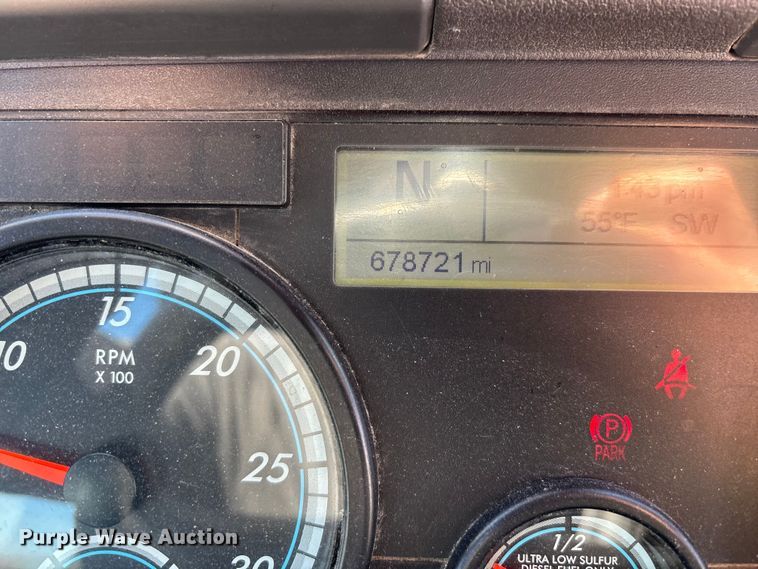 N
1:43 pm
55°F SW
678721 mi
15
10
20
RPM
X 100
25
30
PARK
1/2
ULTRA LOW SULFUR
DIESEL FUEL ONLY
Purple Wave Auction